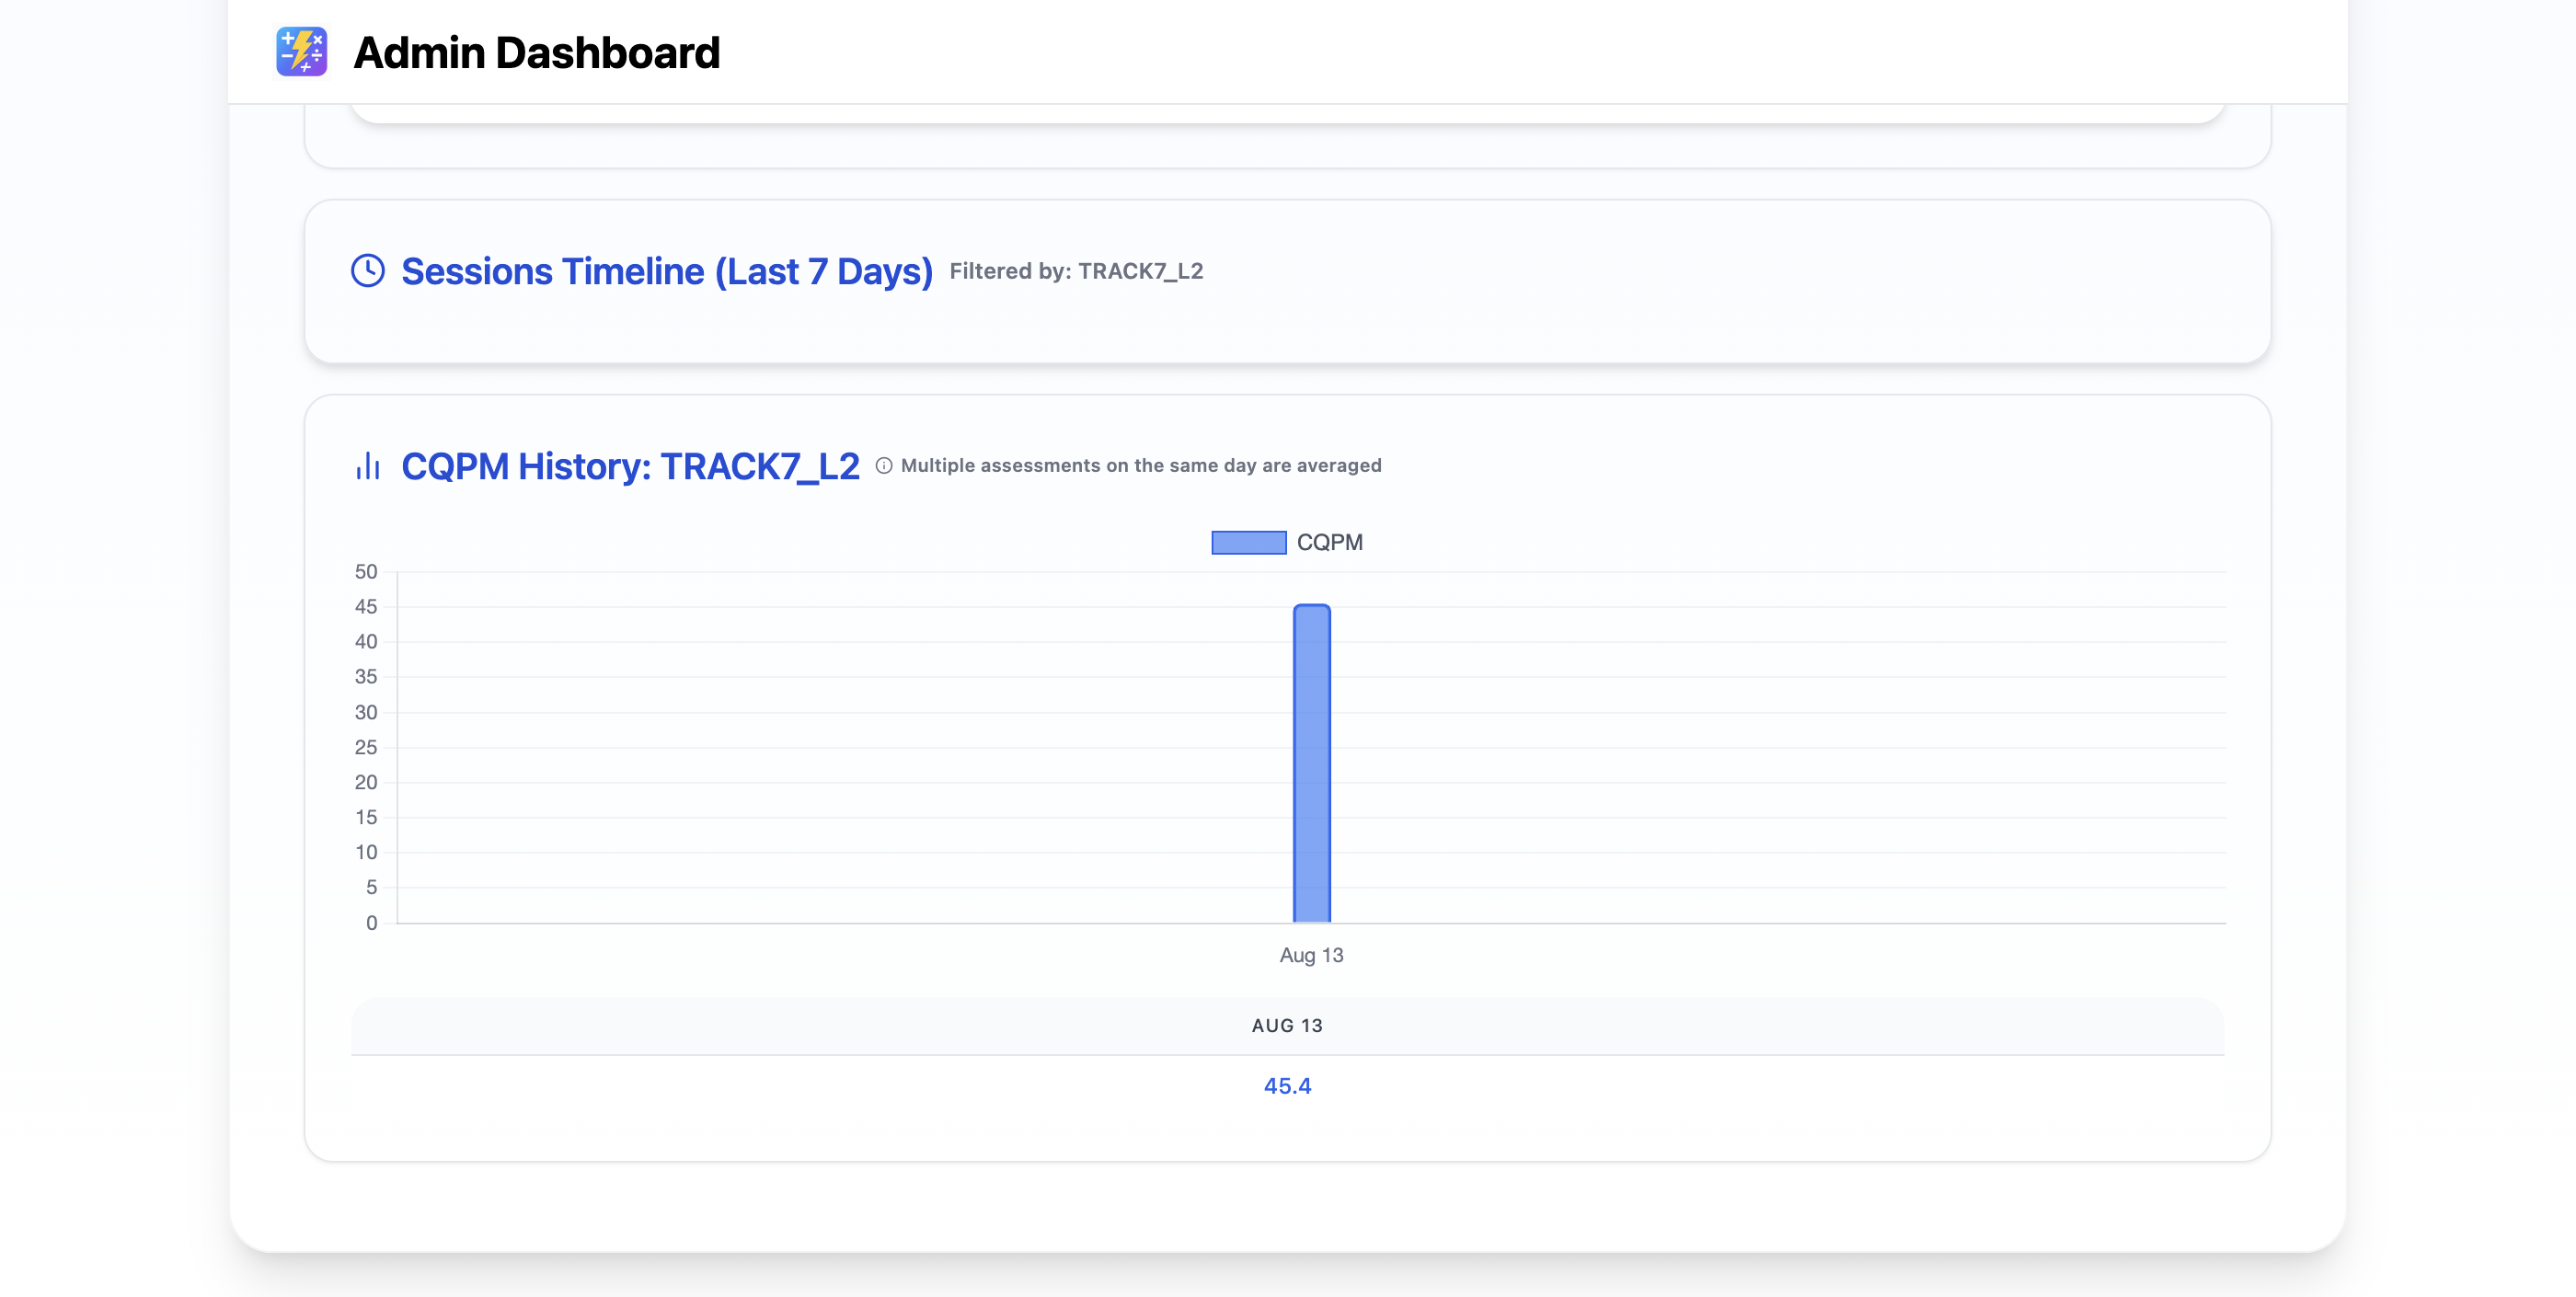 Admin Dashboard
Sessions Timeline (Last 7 Days) Filtered by: TRACK7_L2
CQPM History: TRACK7_L2 Multiple assessments on the same day are averaged
CQPM
50
45
40
35
30
25
20
15
10
5
0
Aug 13
AUG 13
45.4